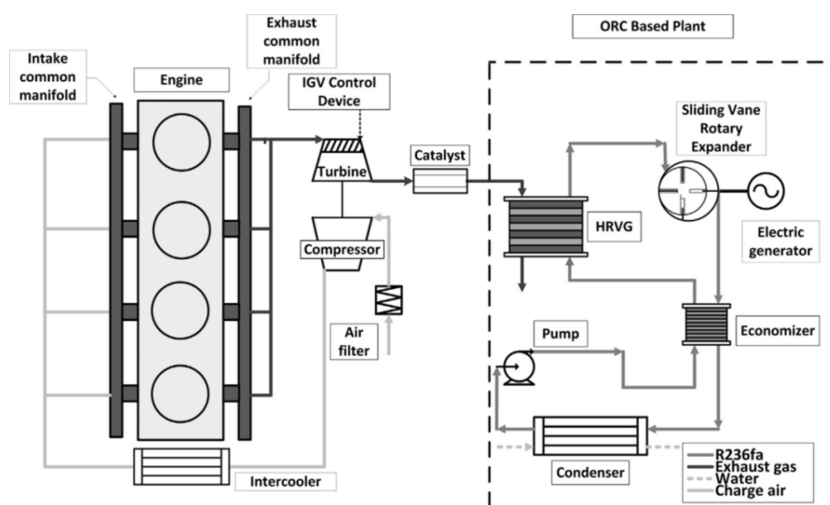 Exhaust
common
manifold
ORC Based Plant
Intake
common
manifold
Engine
IGV Control
Device
Sliding Vane
Rotary
Expander
Turbine
Catalyst
HRVG
Electric
generator
Compressor
Air
filter
Pump
Economizer
Intercooler
Condenser
R236fa
Exhaust gas
Water
Charge air